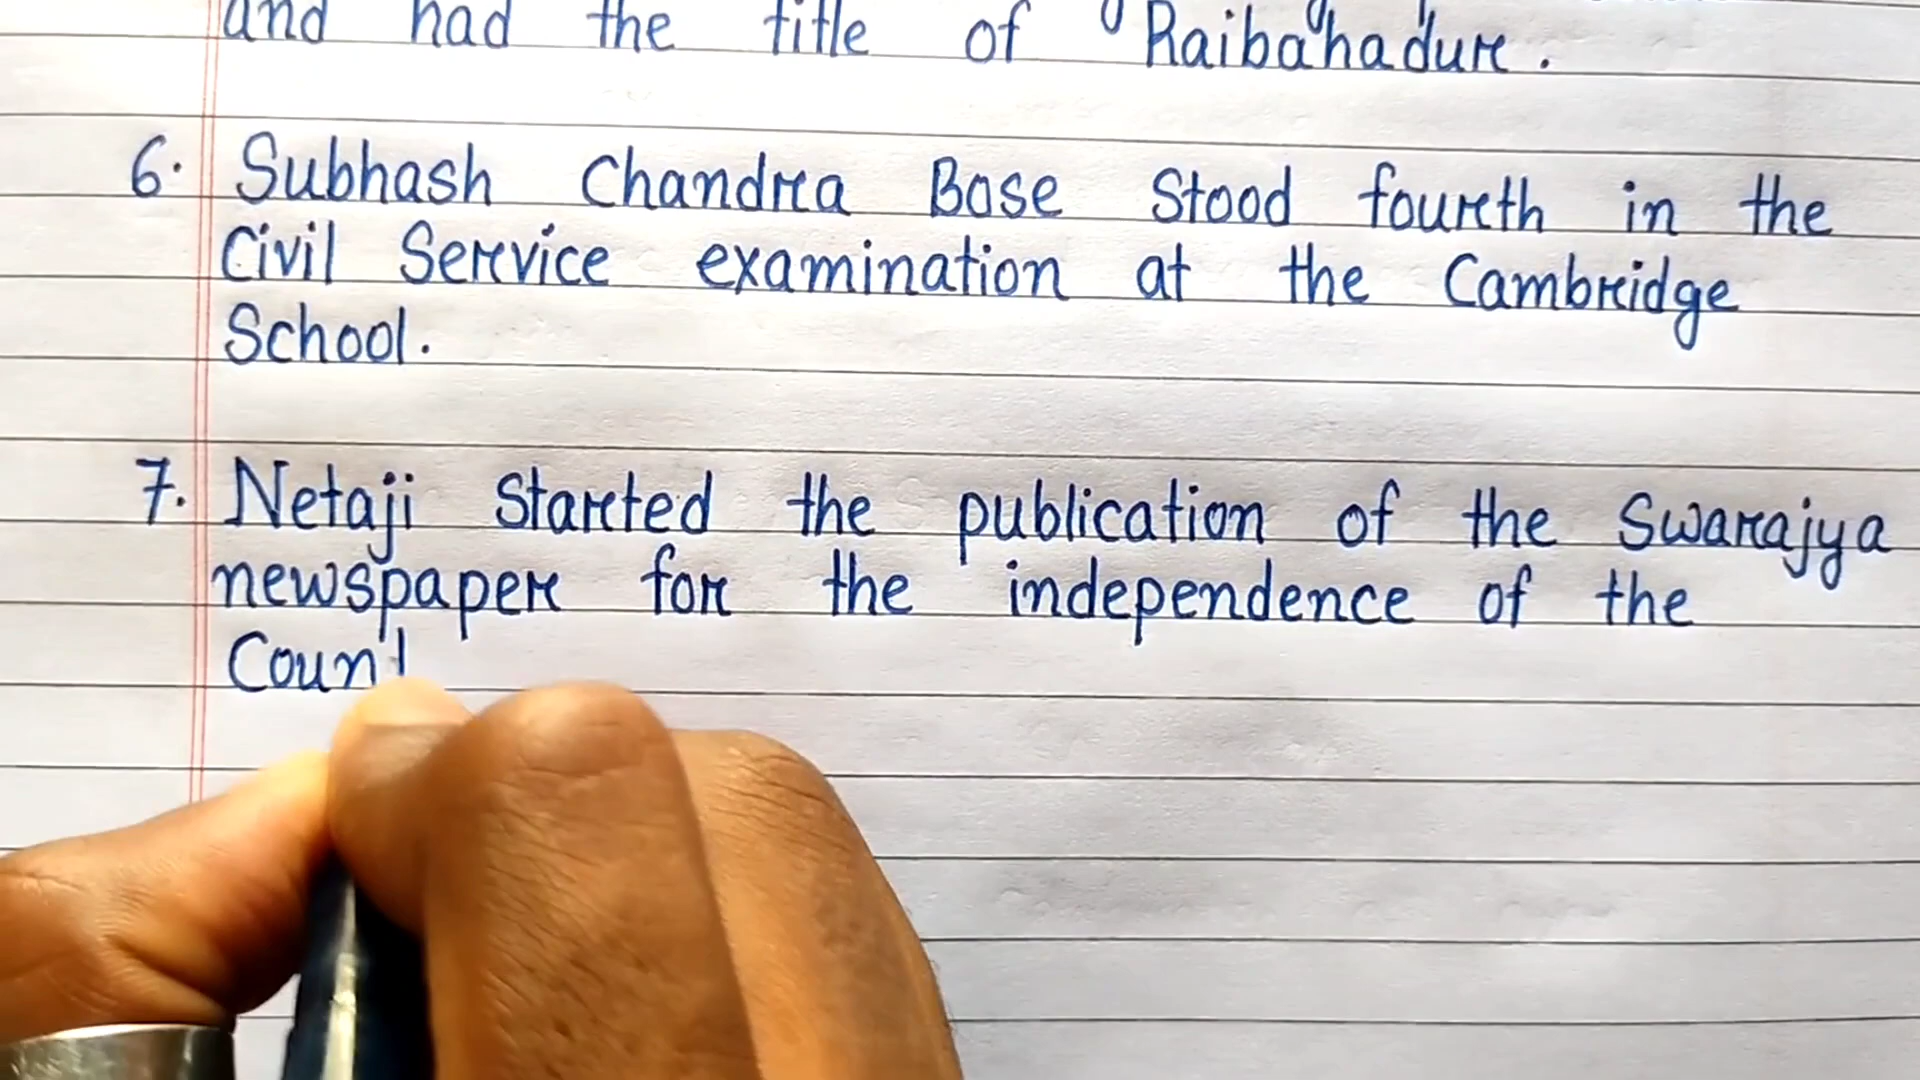 and had the title of Raibahadur.
6. Subhash Chandra Bose Stood fourth in the
Civil Service examination at the Cambridge
School.
7. Netaji Started the publication of the Swarajya
newspaper for the independence of the
Count